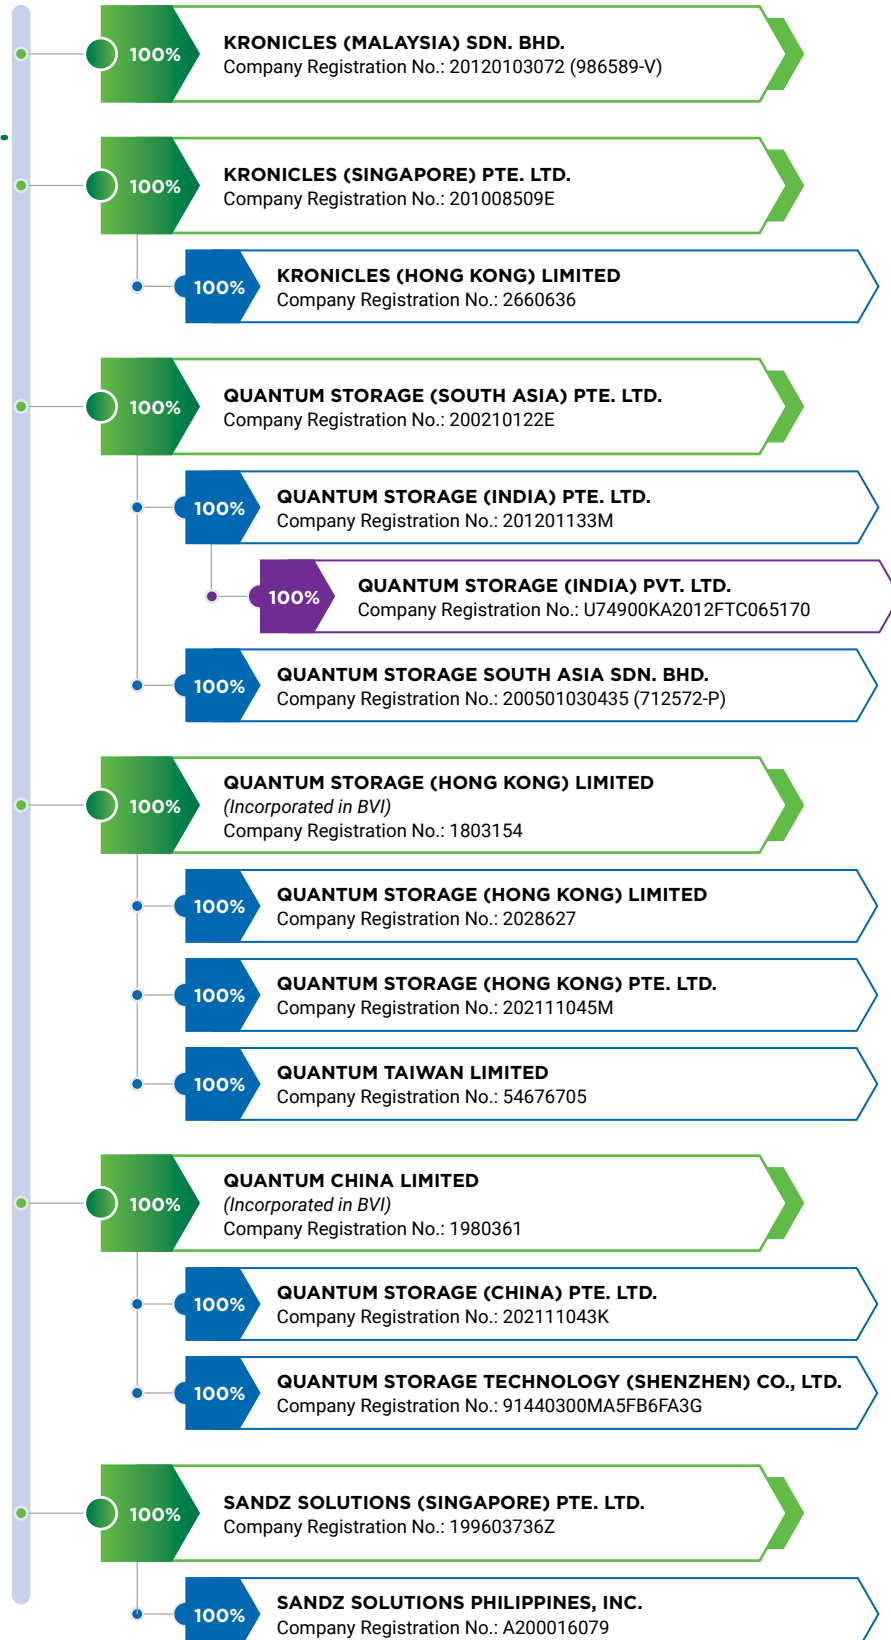 100%
KRONICLES (MALAYSIA) SDN. BHD.
Company Registration No.: 20120103072 (986589-V)
100%
KRONICLES (SINGAPORE) PTE. LTD.
Company Registration No.: 201008509E
100%
KRONICLES (HONG KONG) LIMITED
Company Registration No.: 2660636
100%
QUANTUM STORAGE (SOUTH ASIA) PTE. LTD.
Company Registration No.: 200210122E
100%
QUANTUM STORAGE (INDIA) PTE. LTD.
Company Registration No.: 201201133M
100%
QUANTUM STORAGE (INDIA) PVT. LTD.
Company Registration No.: U74900KA2012FTC065170
100%
QUANTUM STORAGE SOUTH ASIA SDN. BHD.
Company Registration No.: 200501030435 (712572-P)
100%
QUANTUM STORAGE (HONG KONG) LIMITED
(Incorporated in BVI)
Company Registration No.: 1803154
100%
QUANTUM STORAGE (HONG KONG) LIMITED
Company Registration No.: 2028627
100%
QUANTUM STORAGE (HONG KONG) PTE. LTD.
Company Registration No.: 202111045M
100%
QUANTUM TAIWAN LIMITED
Company Registration No.: 54676705
100%
QUANTUM CHINA LIMITED
(Incorporated in BVI)
Company Registration No.: 1980361
100%
QUANTUM STORAGE (CHINA) PTE. LTD.
Company Registration No.: 202111043K
100%
QUANTUM STORAGE TECHNOLOGY (SHENZHEN) CO., LTD.
Company Registration No.: 91440300MA5FB6FA3G
100%
SANDZ SOLUTIONS (SINGAPORE) PTE. LTD.
Company Registration No.: 199603736Z
100%
SANDZ SOLUTIONS PHILIPPINES, INC.
Company Registration No.: A200016079